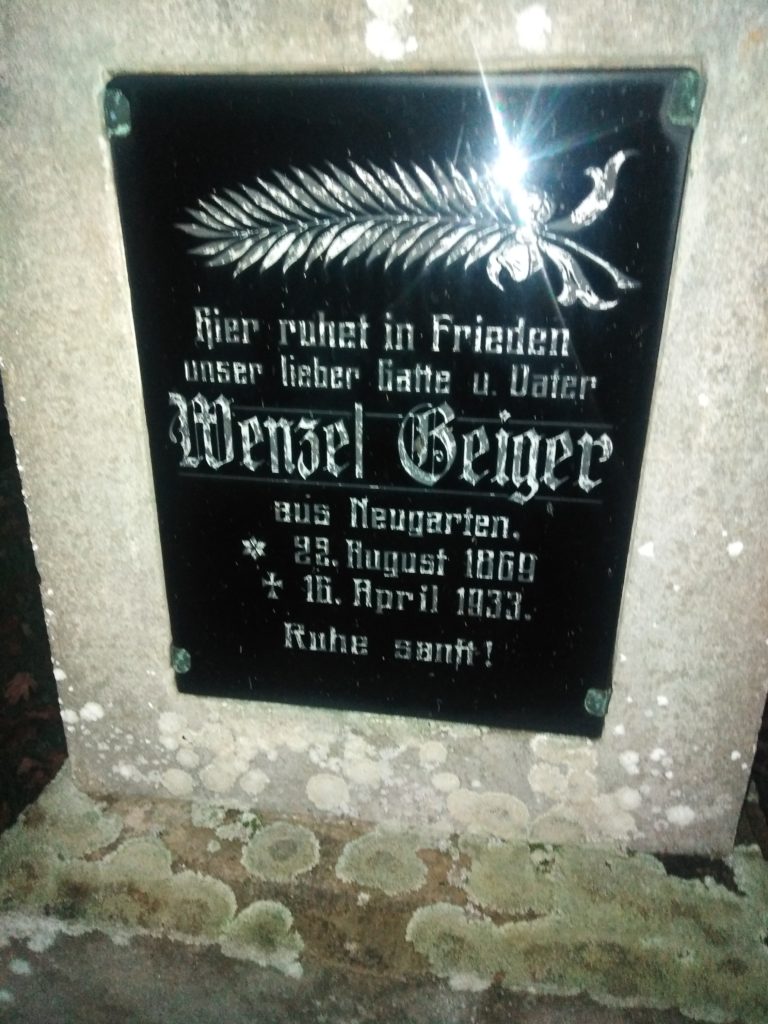 Hier ruhet in Frieden
unser lieber Gatte u. Vater
Wenzel Geiger
aus Neugarten.
* 22. August 1869
✝ 16. April 1933.
Ruhe sanft!